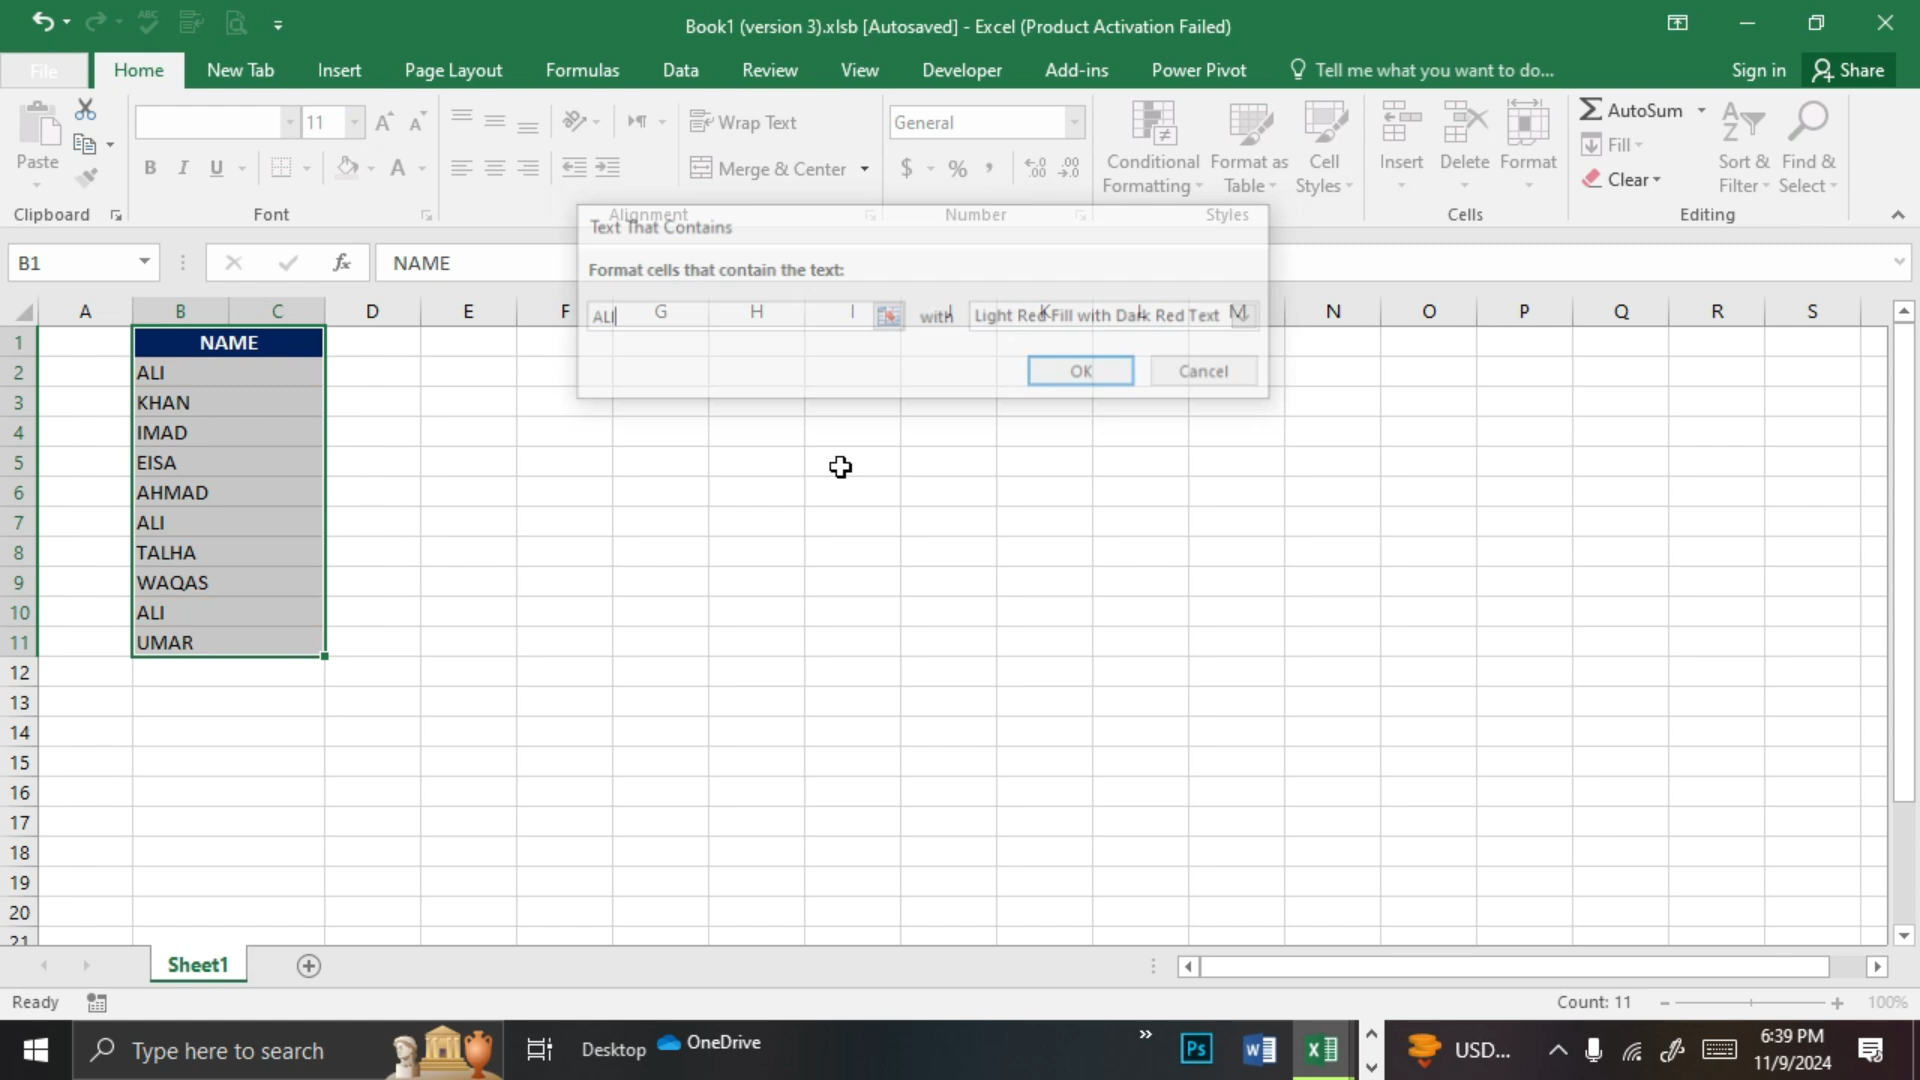 Book1 (version 3).xlsb [Autosaved] - Excel (Product Activation Failed)
File Home New Tab Insert Page Layout Formulas Data Review View Developer Add-ins Power Pivot Tell me what you want to do... Sign in Share
Paste 11 Wrap Text General Conditional Formatting Format as Table Cell Styles Insert Delete Format AutoSum Sort & Filter Find & Select
B I U A Merge & Center $ % , Fill
Clear
Clipboard Font Alignment Number Styles Cells Editing
Text That Contains
B1 fx NAME
Format cells that contain the text:
ALI with Light Red Fill with Dark Red Text
OK Cancel
A B C D E F G H I J K L M N O P Q R S
1 NAME
2 ALI
3 KHAN
4 IMAD
5 EISA
6 AHMAD
7 ALI
8 TALHA
9 WAQAS
10 ALI
11 UMAR
12
13
14
15
16
17
18
19
20
21
Sheet1
Ready Count: 11 100%
Type here to search Desktop OneDrive Ps W X USD... 6:39 PM
11/9/2024